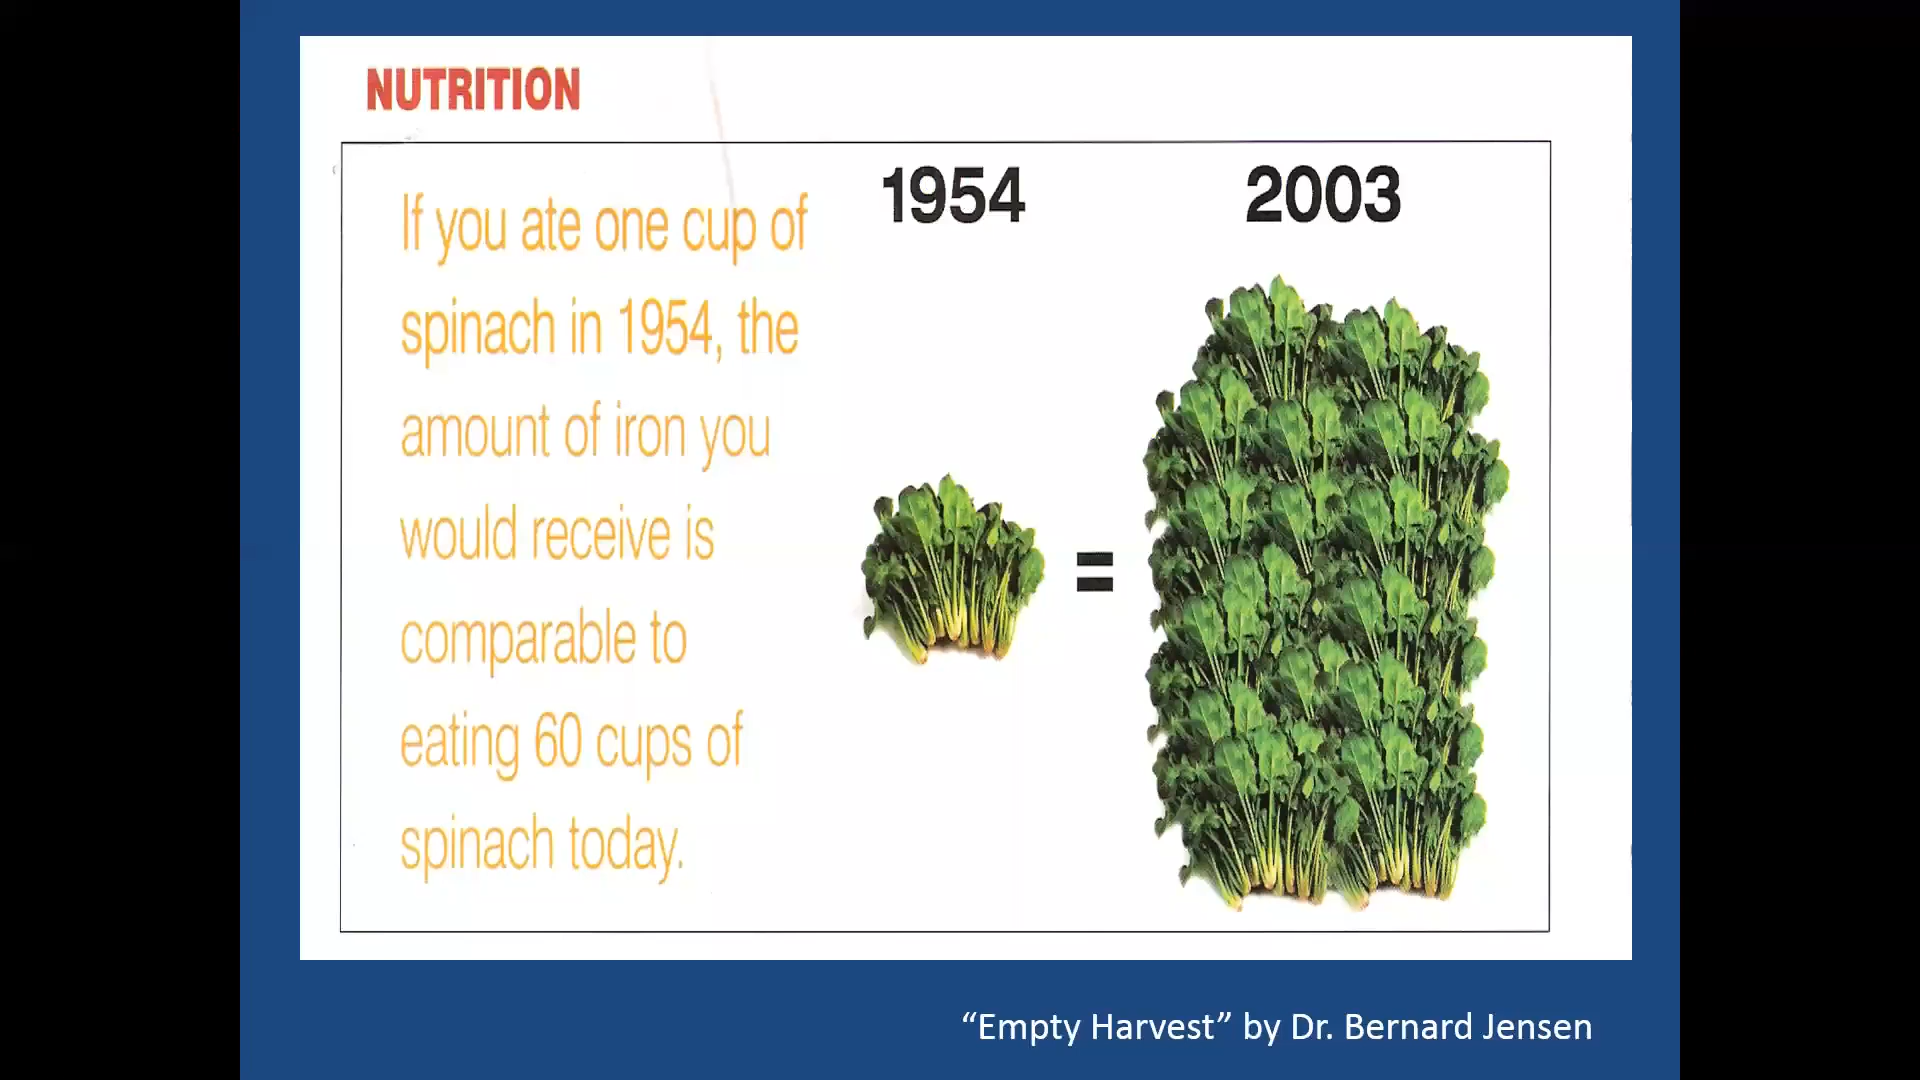 NUTRITION
If you ate one cup of
spinach in 1954, the
amount of iron you
would receive is
comparable to
eating 60 cups of
spinach today.
1954
2003
=
“Empty Harvest” by Dr. Bernard Jensen